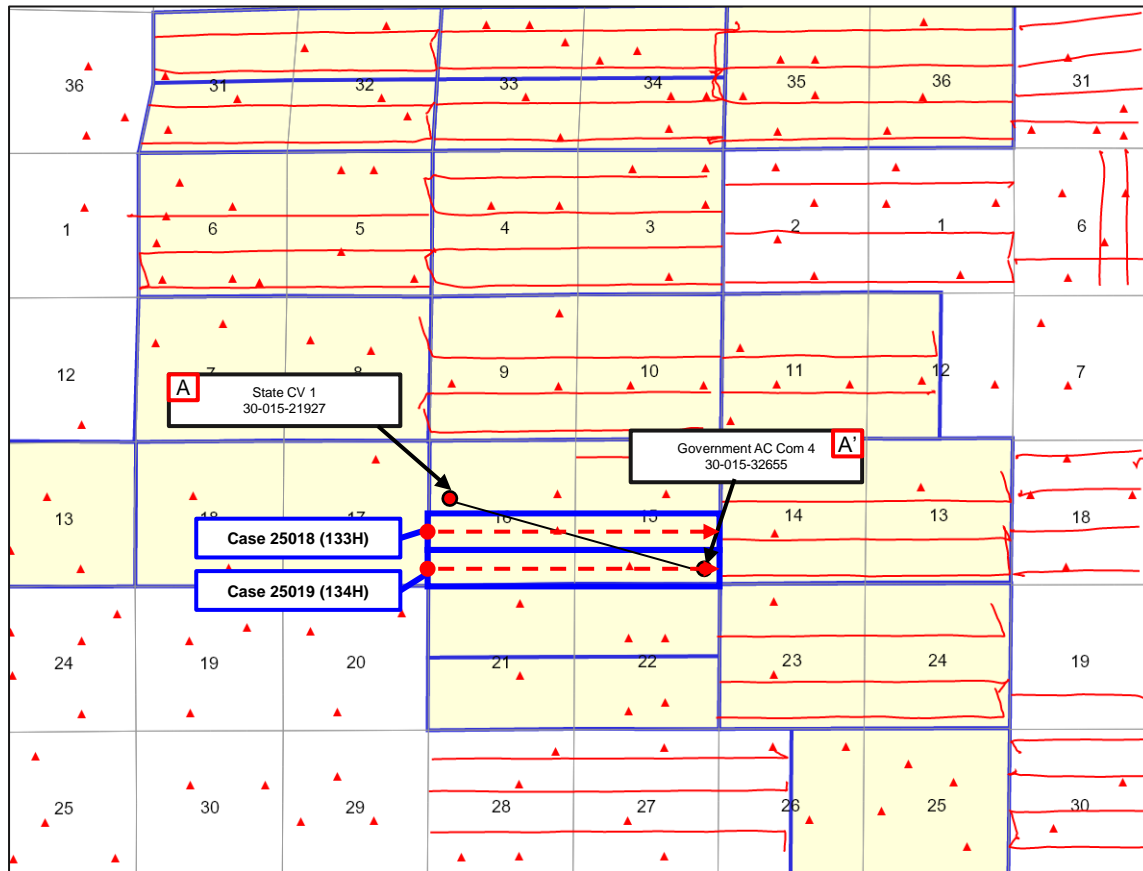 36 31 32 33 34 35 36 31
1 6 5 4 3 2 1 6
12 7 8 9 10 11 12 7
A
State CV 1
30-015-21927
Government AC Com 4
30-015-32655
A'
13 18 17 16 15 14 13 18
Case 25018 (133H)
Case 25019 (134H)
24 19 20 21 22 23 24 19
25 30 29 28 27 26 25 30